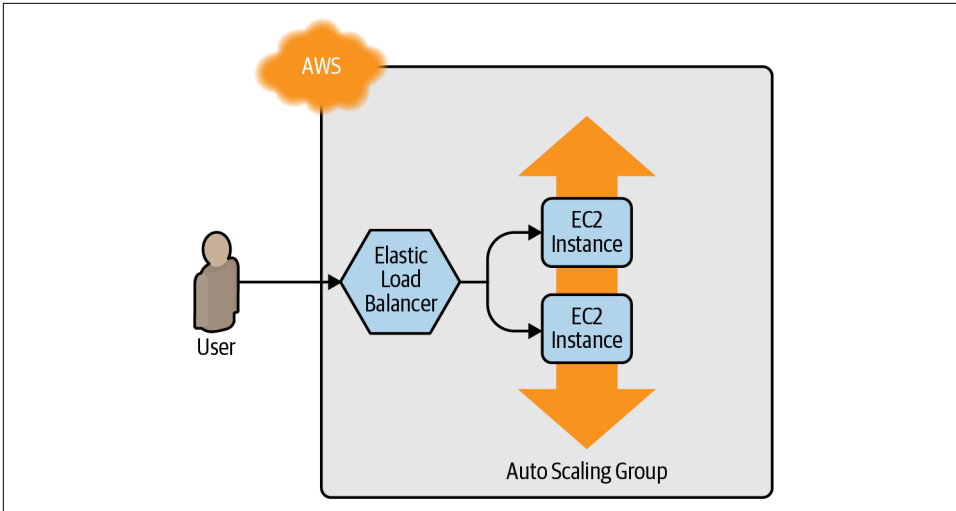 AWS
User
Elastic
Load
Balancer
EC2
Instance
EC2
Instance
Auto Scaling Group